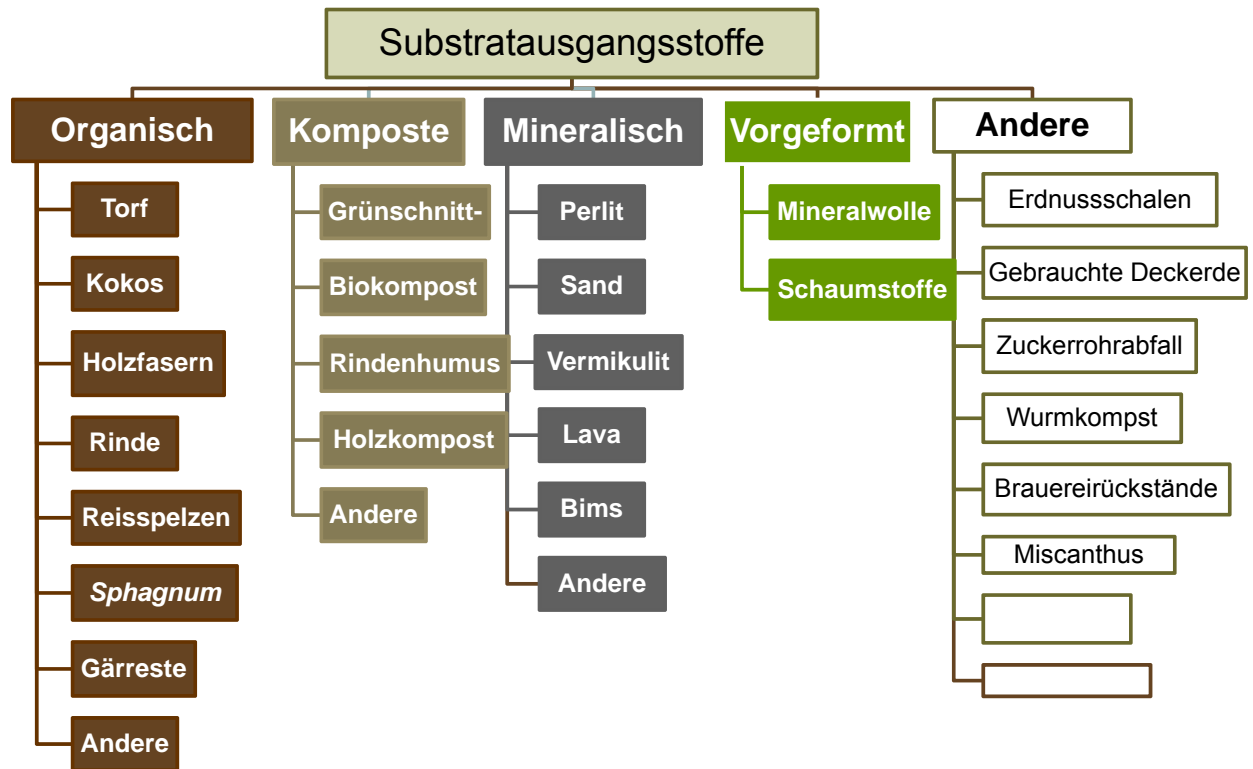 Substratausgangsstoffe
Organisch
Torf
Kokos
Holzfasern
Rinde
Reisspelzen
Sphagnum
Gärreste
Andere
Komposte
Grünschnitt-
Biokompost
Rindenhumus
Holzkompost
Andere
Mineralisch
Perlit
Sand
Vermikulit
Lava
Bims
Andere
Vorgeformt
Mineralwolle
Schaumstoffe
Andere
Erdnussschalen
Gebrauchte Deckerde
Zuckerrohrabfall
Wurmkompst
Brauereirückstände
Miscanthus